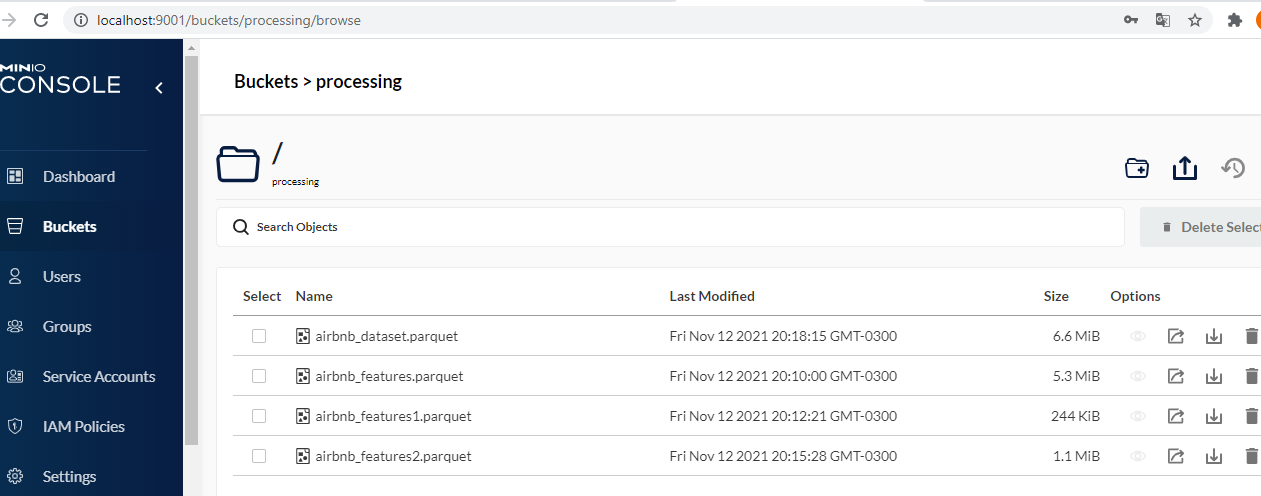 localhost:9001/buckets/processing/browse
MINIO
CONSOLE
Buckets > processing
/
processing
Dashboard
Buckets
Users
Groups
Service Accounts
IAM Policies
Settings
Search Objects
Delete Select
Select Name Last Modified Size Options
airbnb_dataset.parquet Fri Nov 12 2021 20:18:15 GMT-0300 6.6 MiB
airbnb_features.parquet Fri Nov 12 2021 20:10:00 GMT-0300 5.3 MiB
airbnb_features1.parquet Fri Nov 12 2021 20:12:21 GMT-0300 244 KiB
airbnb_features2.parquet Fri Nov 12 2021 20:15:28 GMT-0300 1.1 MiB